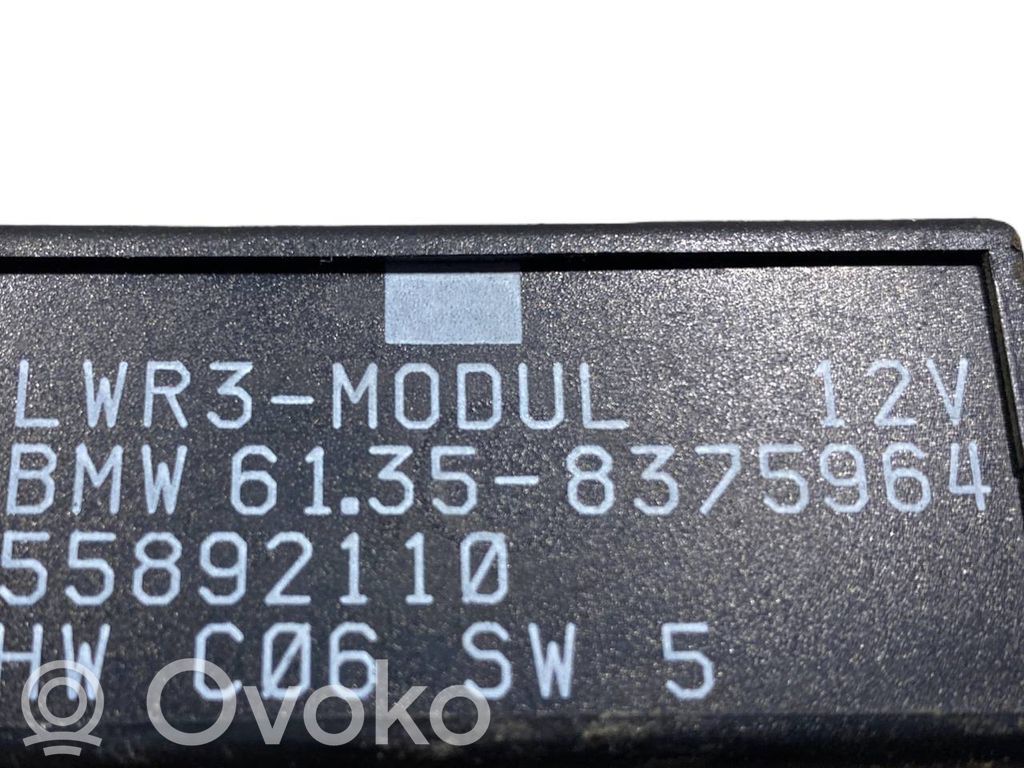 LWR3-MODUL 12V
BMW 61.35-8375964
55892110
HW C06 SW 5
Ovoko